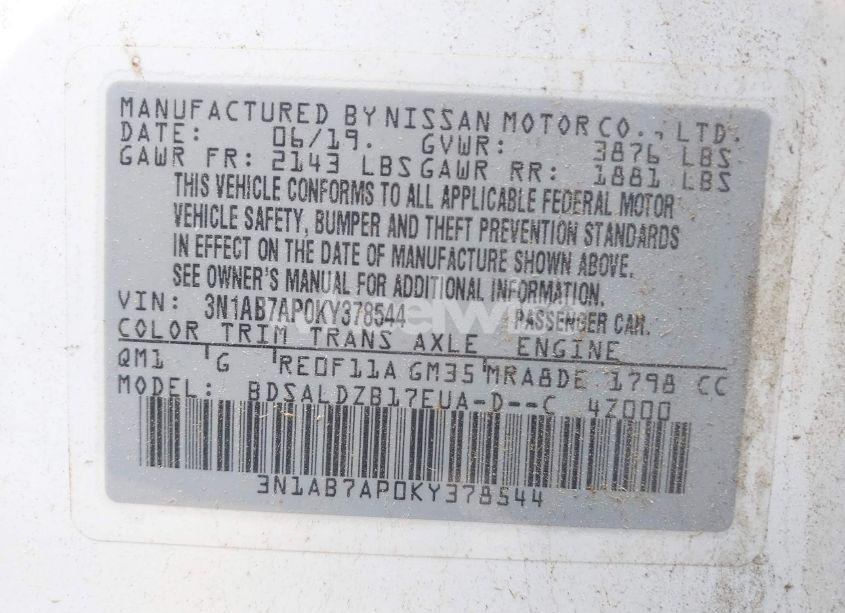 MANUFACTURED BY NISSAN MOTOR CO., LTD.
DATE: 06/19. GVWR: 3876 LBS
GAWR FR: 2143 LBS GAWR RR: 1881 LBS
THIS VEHICLE CONFORMS TO ALL APPLICABLE FEDERAL MOTOR
VEHICLE SAFETY, BUMPER AND THEFT PREVENTION STANDARDS
IN EFFECT ON THE DATE OF MANUFACTURE SHOWN ABOVE.
SEE OWNER'S MANUAL FOR ADDITIONAL INFORMATION.
VIN: 3N1AB7AP0KY378544 PASSENGER CAR.
COLOR TRIM TRANS AXLE ENGINE
QM1 G RE0F11A GM35 MRA8DE 1798 CC
MODEL: BDSALDZB17EUA-D--C 4Z000
3N1AB7AP0KY378544